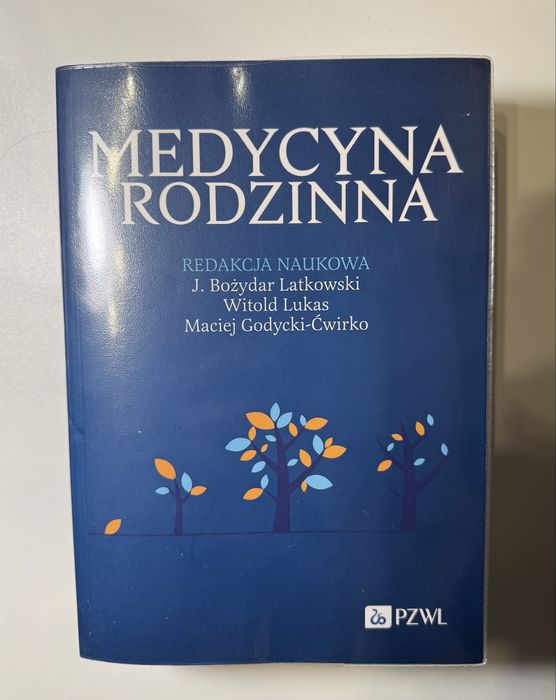 MEDYCYNA
RODZINNA
REDAKCJA NAUKOWA
J. Bożydar Latkowski
Witold Lukas
Maciej Godycki-Ćwirko
PZWL